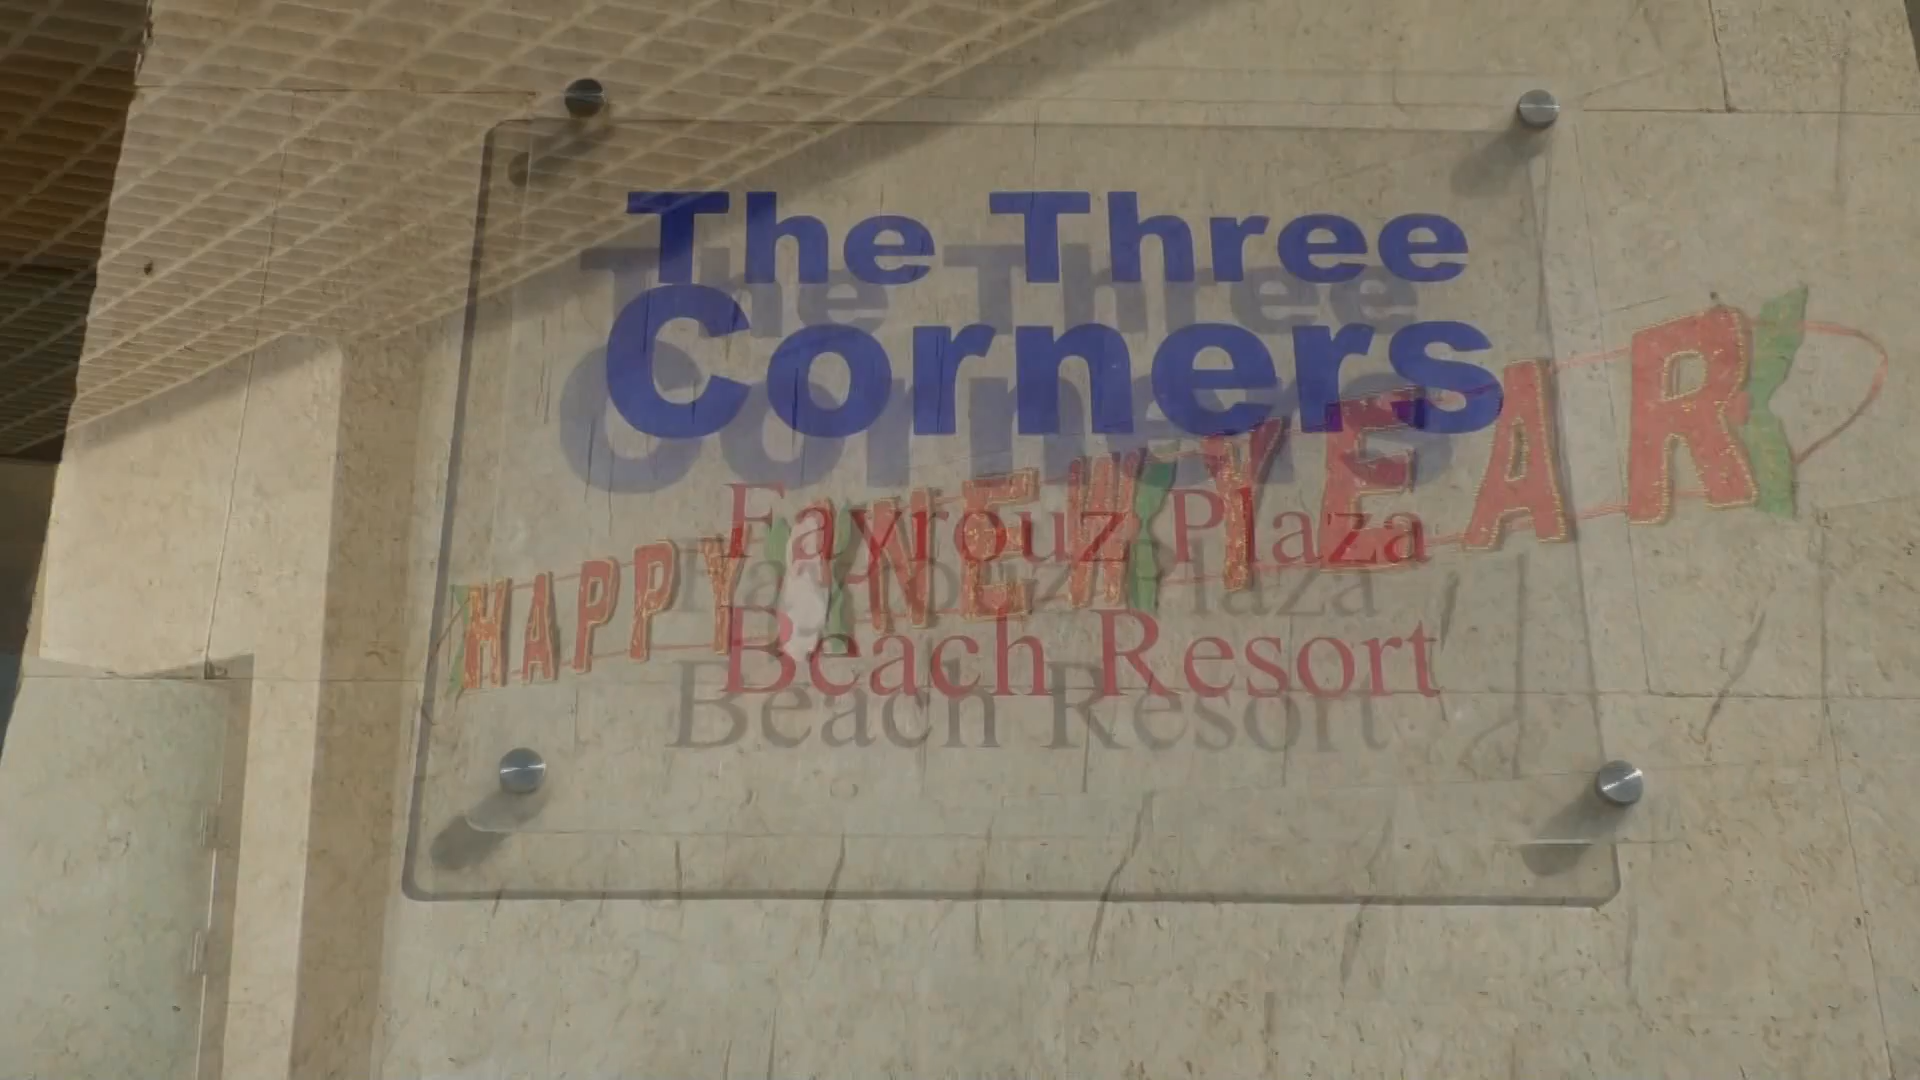 The Three
Corners
Fayrouz Plaza
Beach Resort
HAPPY NEW YEAR